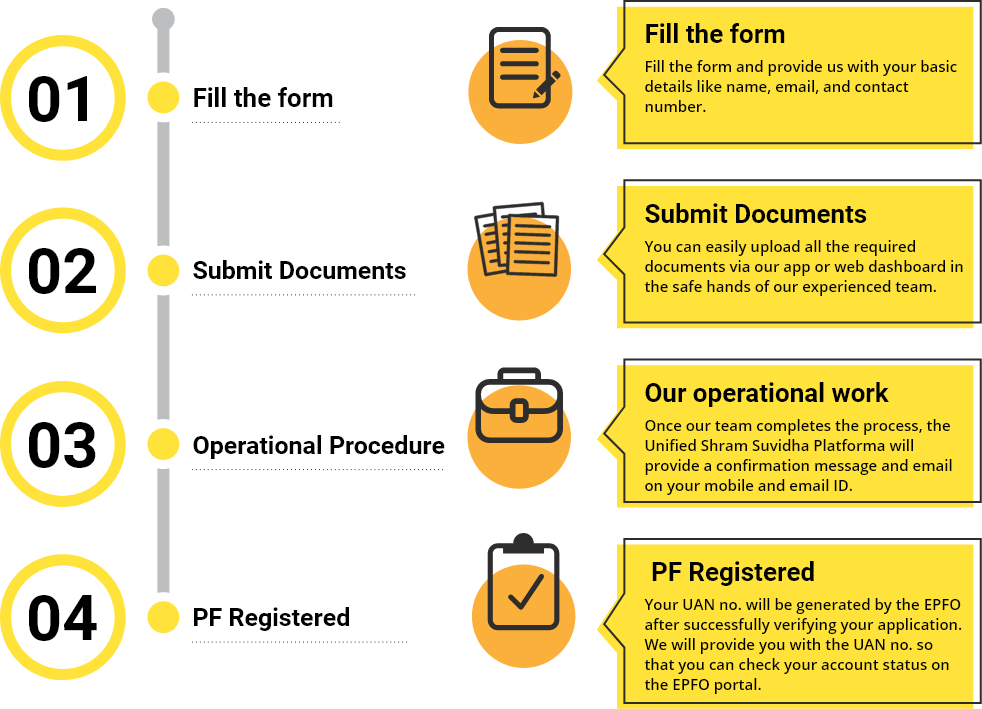 01
Fill the form
Fill the form
Fill the form and provide us with your basic
details like name, email, and contact
number.
02
Submit Documents
Submit Documents
You can easily upload all the required
documents via our app or web dashboard in
the safe hands of our experienced team.
03
Operational Procedure
Our operational work
Once our team completes the process, the
Unified Shram Suvidha Platforma will
provide a confirmation message and email
on your mobile and email ID.
04
PF Registered
PF Registered
Your UAN no. will be generated by the EPFO
after successfully verifying your application.
We will provide you with the UAN no. so
that you can check your account status on
the EPFO portal.